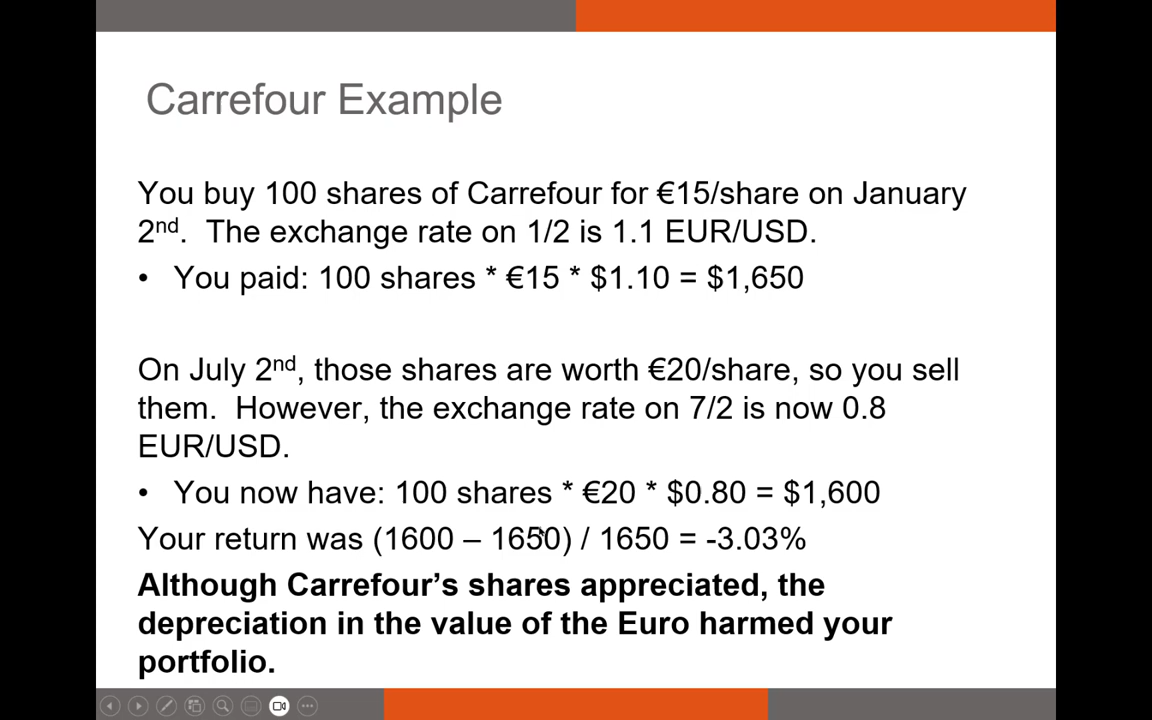 Carrefour Example
You buy 100 shares of Carrefour for €15/share on January
2nd.  The exchange rate on 1/2 is 1.1 EUR/USD.
• You paid: 100 shares * €15 * $1.10 = $1,650
On July 2nd, those shares are worth €20/share, so you sell
them.  However, the exchange rate on 7/2 is now 0.8
EUR/USD.
• You now have: 100 shares * €20 * $0.80 = $1,600
Your return was (1600 – 1650) / 1650 = -3.03%
Although Carrefour’s shares appreciated, the
depreciation in the value of the Euro harmed your
portfolio.